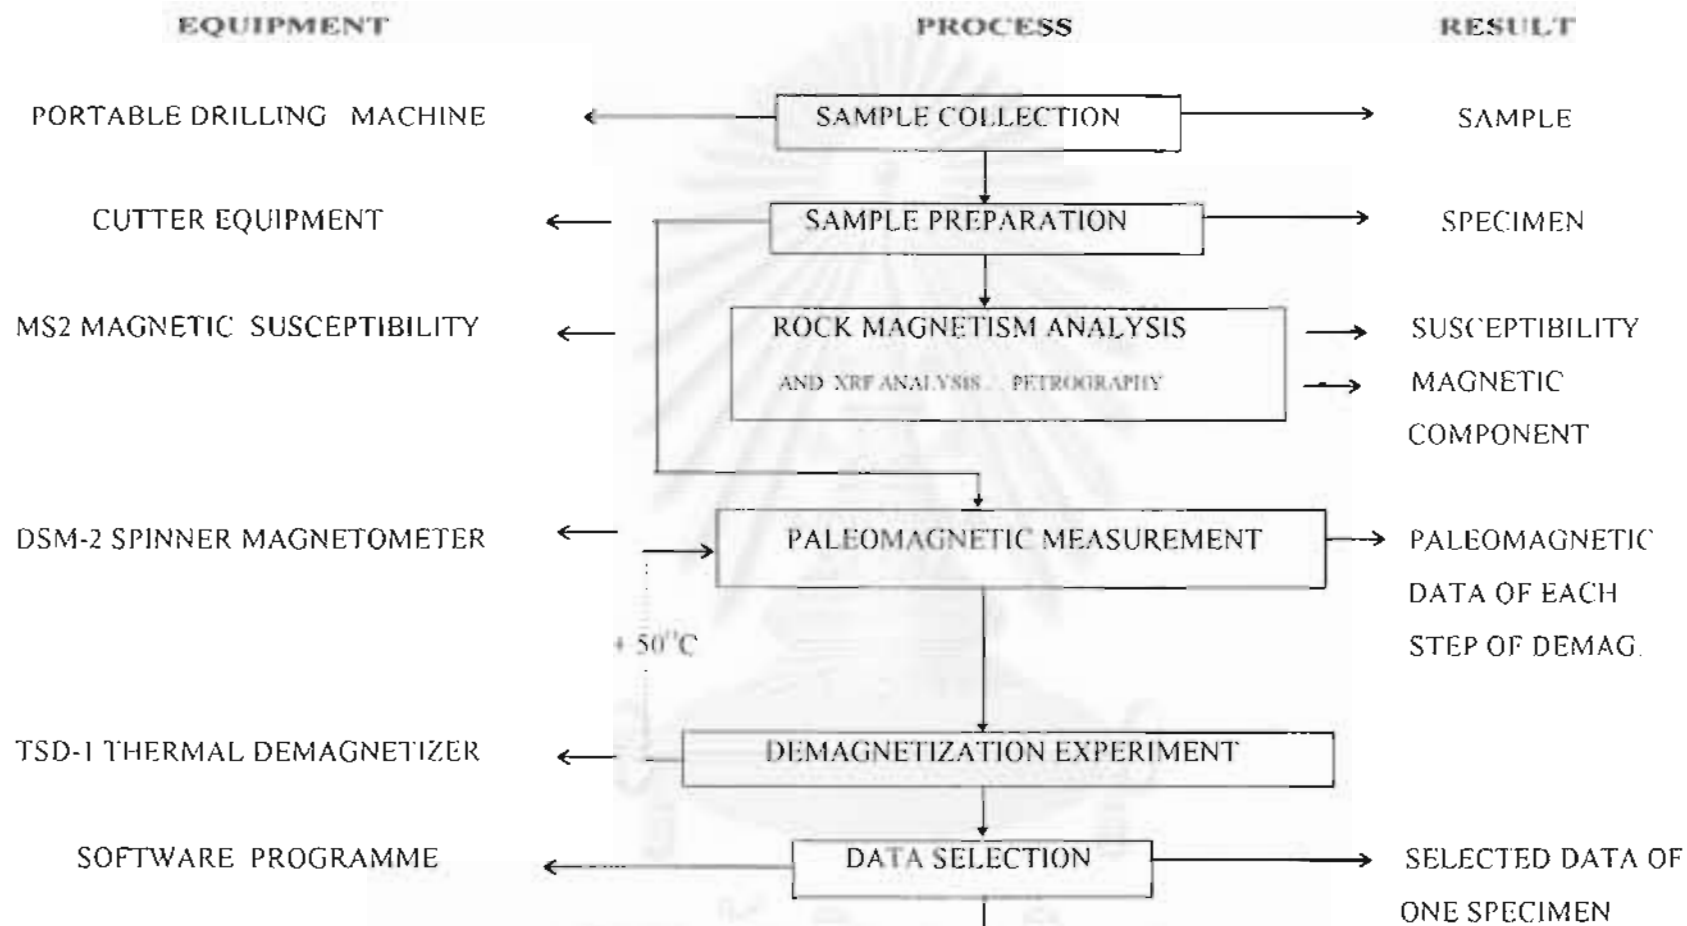 EQUIPMENT PROCESS RESULT
PORTABLE DRILLING MACHINE SAMPLE COLLECTION SAMPLE
CUTTER EQUIPMENT SAMPLE PREPARATION SPECIMEN
MS2 MAGNETIC SUSCEPTIBILITY ROCK MAGNETISM ANALYSIS SUSCEPTIBILITY
AND XRF ANALYSIS... PETROGRAPHY MAGNETIC
COMPONENT
DSM-2 SPINNER MAGNETOMETER PALEOMAGNETIC MEASUREMENT PALEOMAGNETIC
DATA OF EACH
+ 50°C STEP OF DEMAG.
TSD-1 THERMAL DEMAGNETIZER DEMAGNETIZATION EXPERIMENT
SOFTWARE PROGRAMME DATA SELECTION SELECTED DATA OF
ONE SPECIMEN